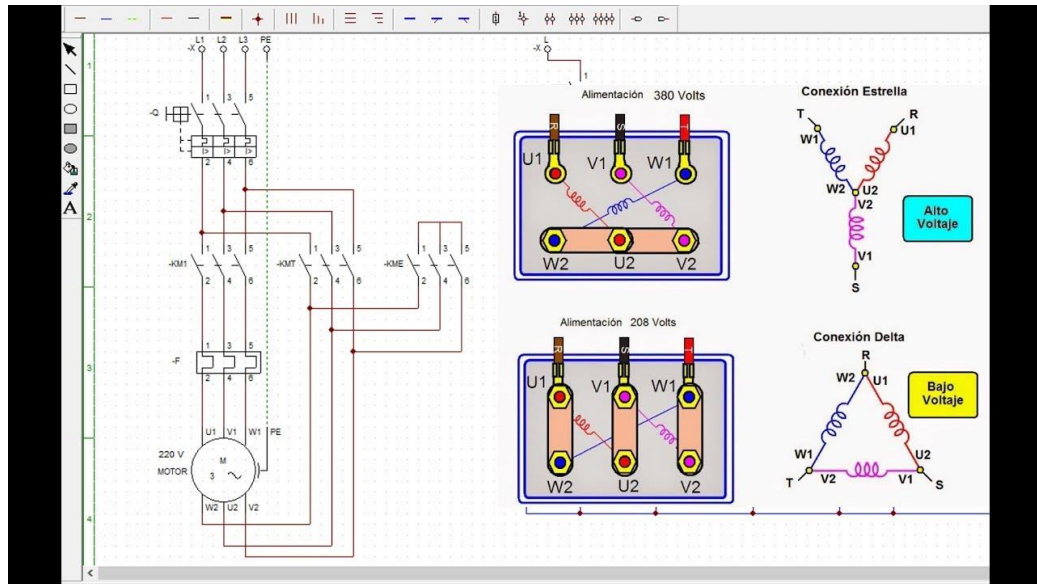 L1 L2 L3 PE
-X
L
-X
1
1
A
2
3
4
-Q
1 3 5
2 4 6
-KM1
1 3 5
2 4 6
-KMT
1 3 5
2 4 6
-KME
1 3 5
2 4 6
-F
1 3 5
2 4 6
U1 V1 W1 PE
220 V
MOTOR
M
3
W2 U2 V2
Alimentación 380 Volts
R S T
U1 V1 W1
W2 U2 V2
Conexión Estrella
T R
W1 U1
W2 U2
V2
V1
S
Alto
Voltaje
Alimentación 208 Volts
R S T
U1 V1 W1
W2 U2 V2
Conexión Delta
R
W2 U1
W1 U2
T V2 V1 S
Bajo
Voltaje